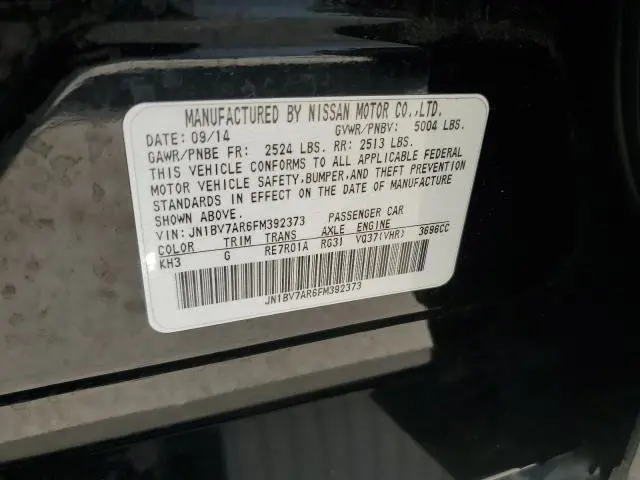 MANUFACTURED BY NISSAN MOTOR CO.,LTD.
DATE: 09/14 GVWR/PNBV: 5004 LBS.
GAWR/PNBE FR: 2524 LBS. RR: 2513 LBS.
THIS VEHICLE CONFORMS TO ALL APPLICABLE FEDERAL
MOTOR VEHICLE SAFETY,BUMPER,AND THEFT PREVENTION
STANDARDS IN EFFECT ON THE DATE OF MANUFACTURE
SHOWN ABOVE.
VIN: JN1BV7AR6FM392373 PASSENGER CAR
COLOR TRIM TRANS AXLE ENGINE
KH3 G RE7R01A RG31 VQ37(VHR) 3696CC
JN1BV7AR6FM392373